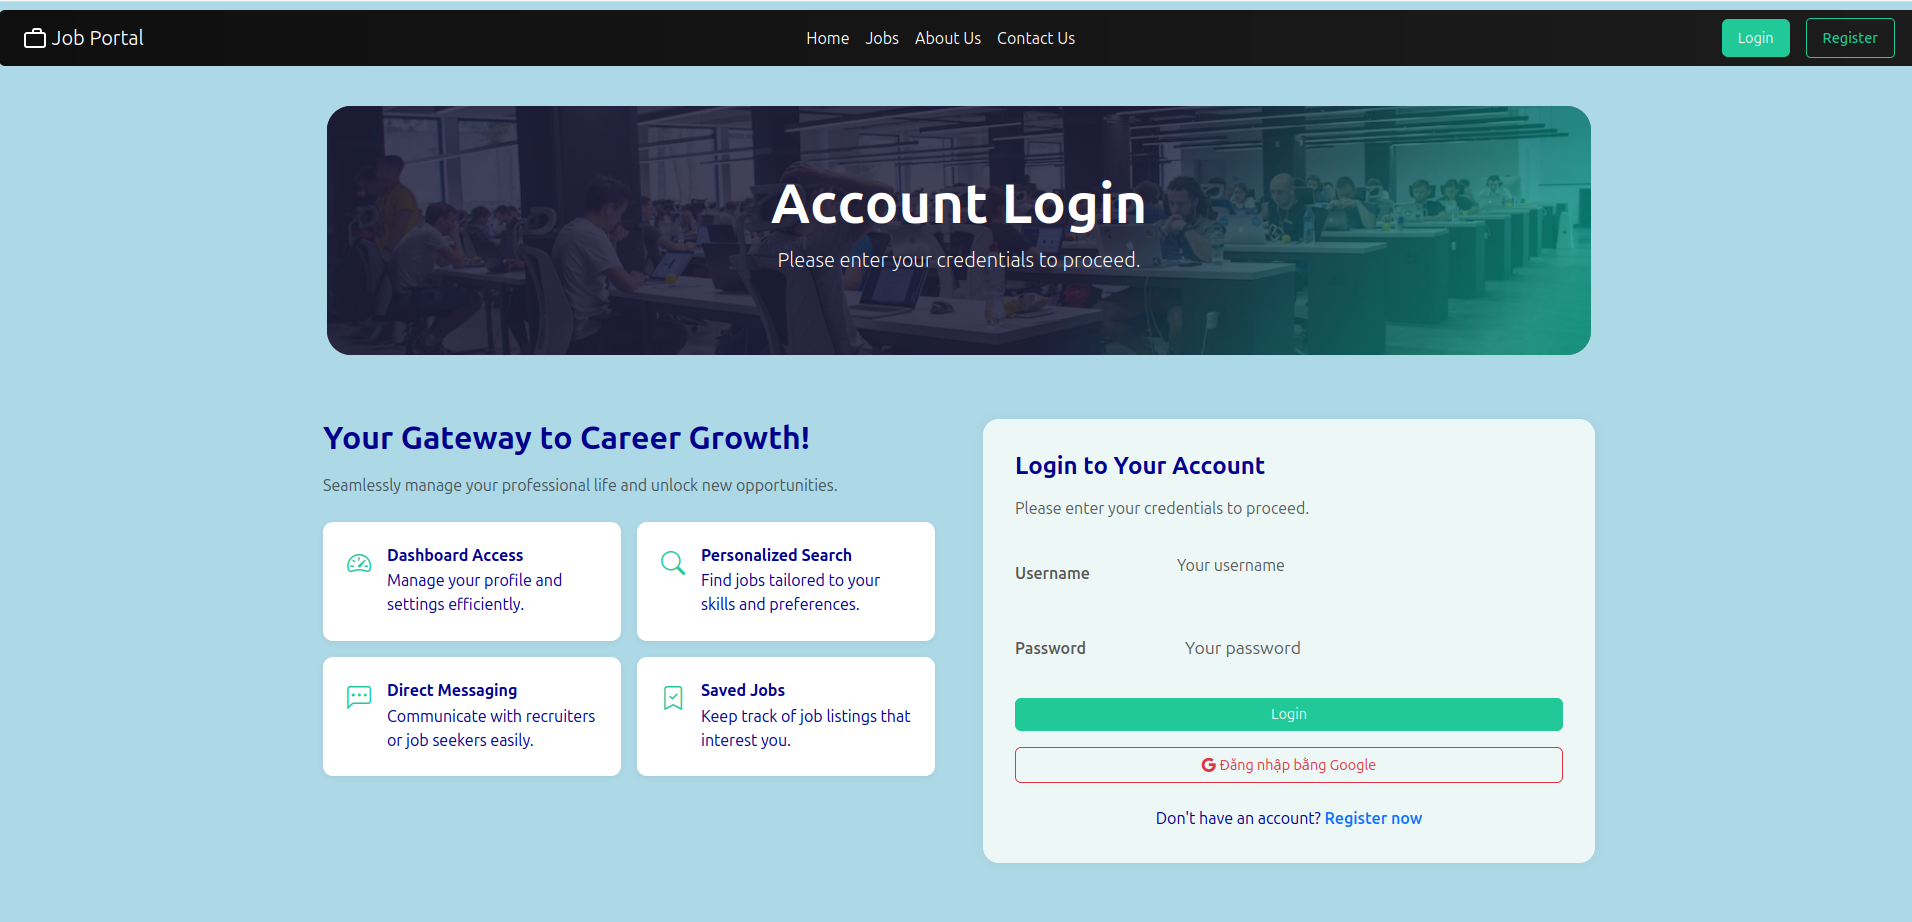 Job Portal
Home Jobs About Us Contact Us
Login Register
Account Login
Please enter your credentials to proceed.
Your Gateway to Career Growth!
Seamlessly manage your professional life and unlock new opportunities.
Dashboard Access
Manage your profile and
settings efficiently.
Personalized Search
Find jobs tailored to your
skills and preferences.
Direct Messaging
Communicate with recruiters
or job seekers easily.
Saved Jobs
Keep track of job listings that
interest you.
Login to Your Account
Please enter your credentials to proceed.
Username Your username
Password Your password
Login
Đăng nhập bằng Google
Don't have an account? Register now